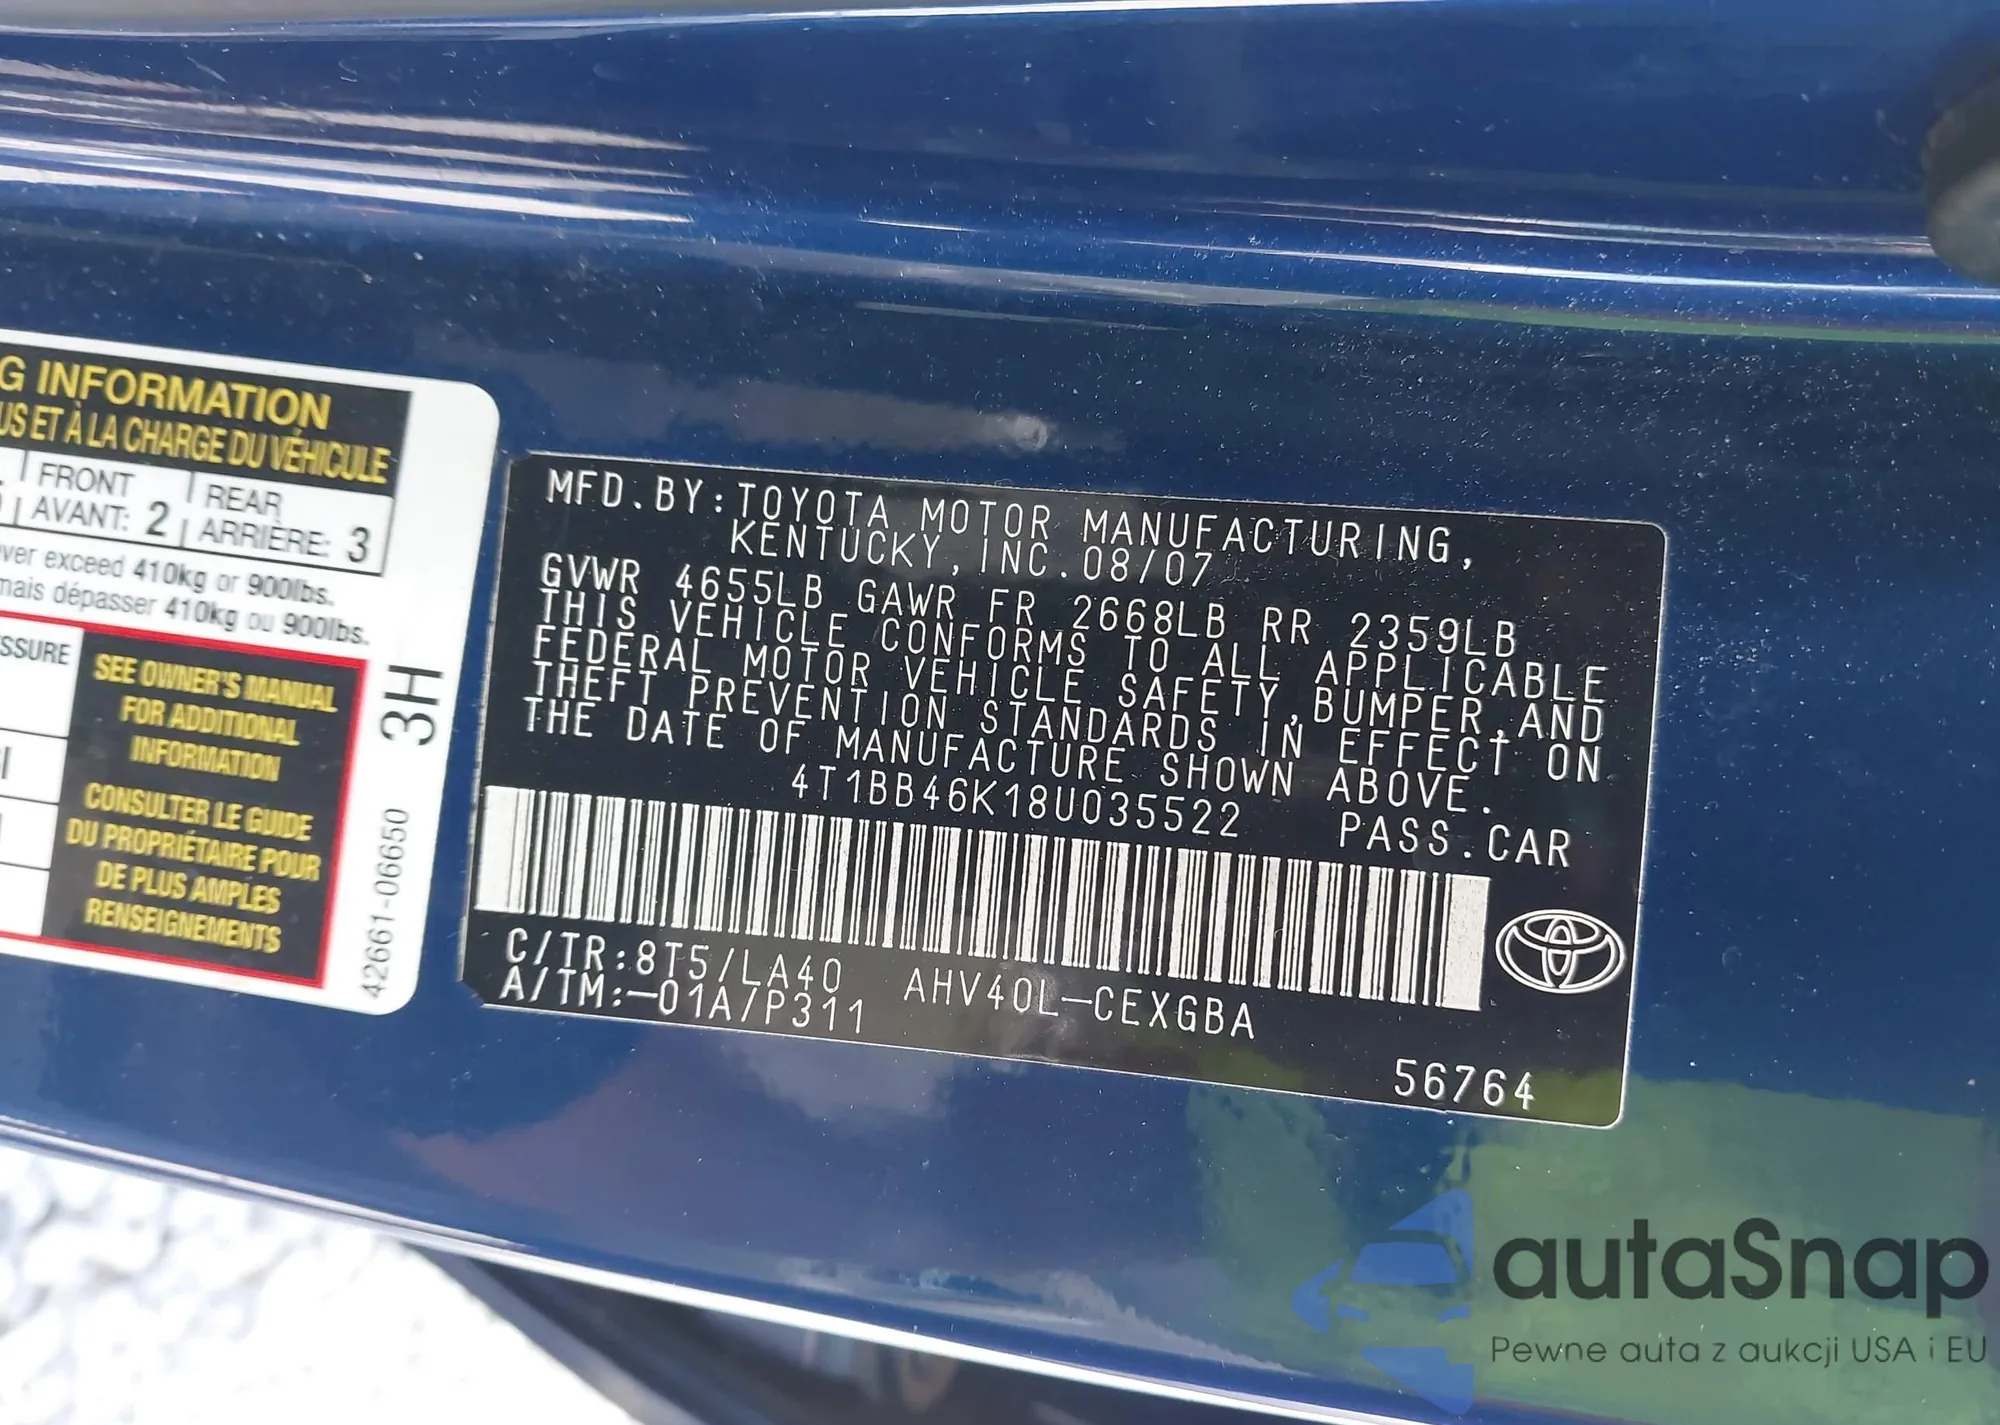 G INFORMATION
US ET À LA CHARGE DU VÉHICULE
FRONT
AVANT: 2
REAR
ARRIÈRE: 3
ver exceed 410kg or 900lbs.
mais dépasser 410kg ou 900lbs.
SSURE
SEE OWNER'S MANUAL
FOR ADDITIONAL
INFORMATION
CONSULTER LE GUIDE
DU PROPRIÉTAIRE POUR
DE PLUS AMPLES
RENSEIGNEMENTS
3H
42661-06650
MFD.BY:TOYOTA MOTOR MANUFACTURING,
KENTUCKY,INC.08/07
GVWR 4655LB GAWR FR 2668LB RR 2359LB
THIS VEHICLE CONFORMS TO ALL APPLICABLE
FEDERAL MOTOR VEHICLE SAFETY,BUMPER,AND
THEFT PREVENTION STANDARDS IN EFFECT ON
THE DATE OF MANUFACTURE SHOWN ABOVE.
4T1BB46K18U035522 PASS.CAR
C/TR:8T5/LA40 AHV40L-CEXGBA
A/TM:-01A/P311
56764
autaSnap
Pewne auta z aukcji USA i EU